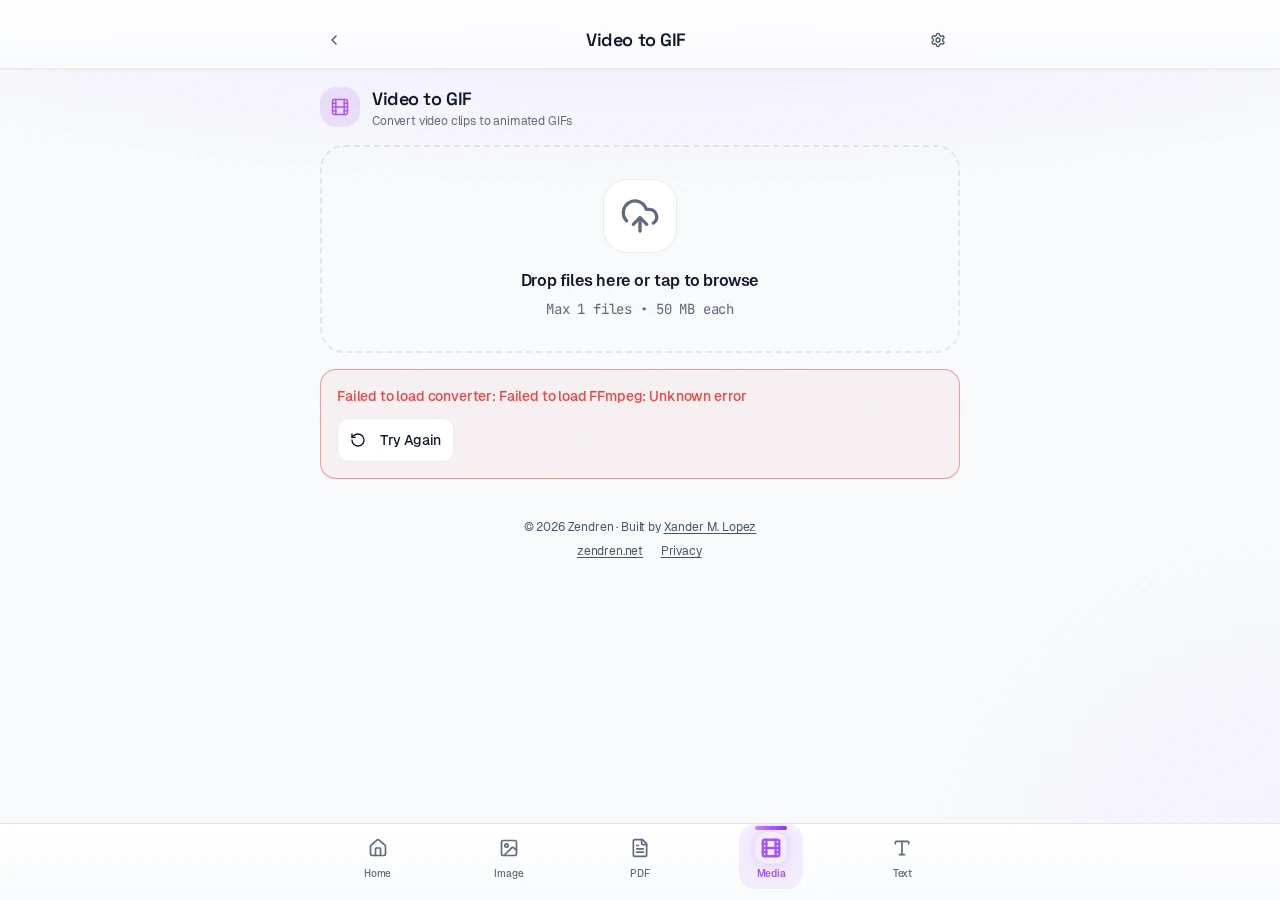 Video to GIF
Video to GIF
Convert video clips to animated GIFs
Drop files here or tap to browse
Max 1 files • 50 MB each
Failed to load converter: Failed to load FFmpeg: Unknown error
Try Again
© 2026 Zendren · Built by Xander M. Lopez
zendren.net Privacy
Home Image PDF Media Text